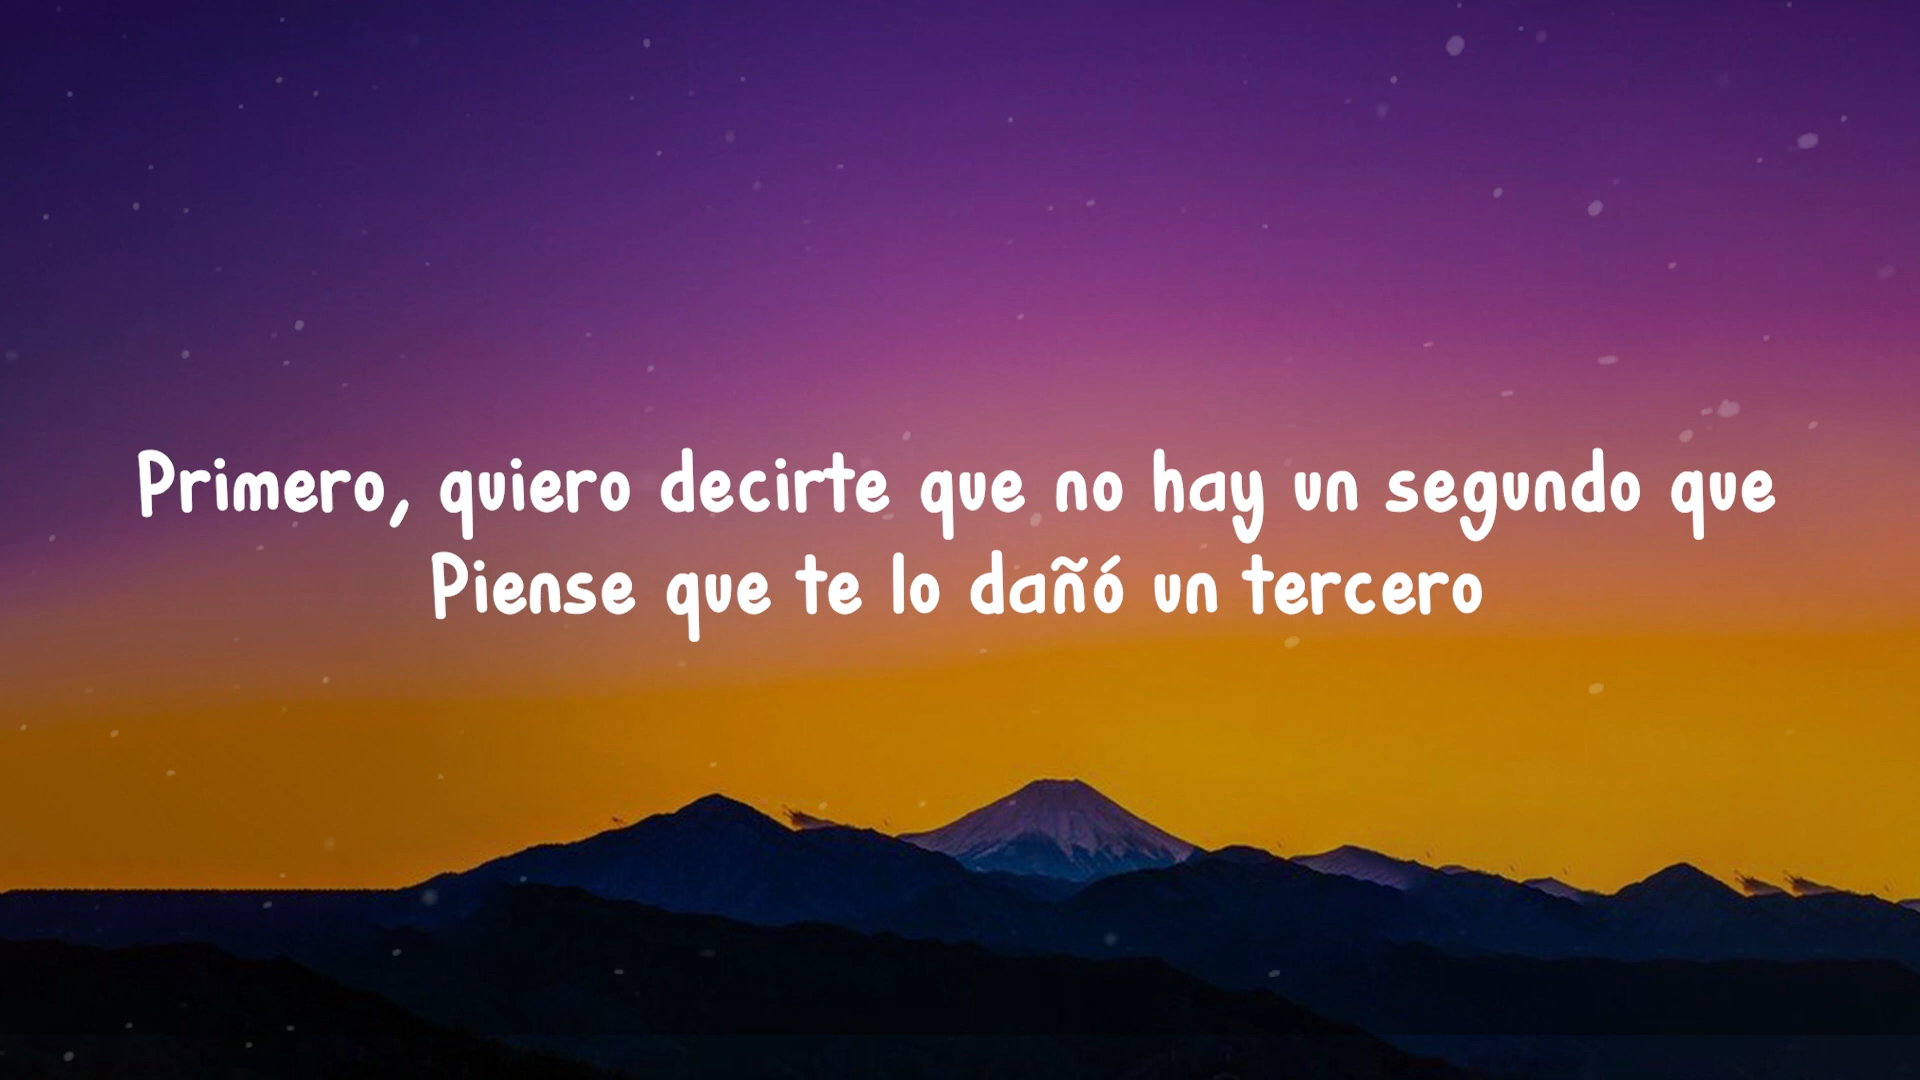 Primero, quiero decirte que no hay un segundo que
Piense que te lo dañó un tercero